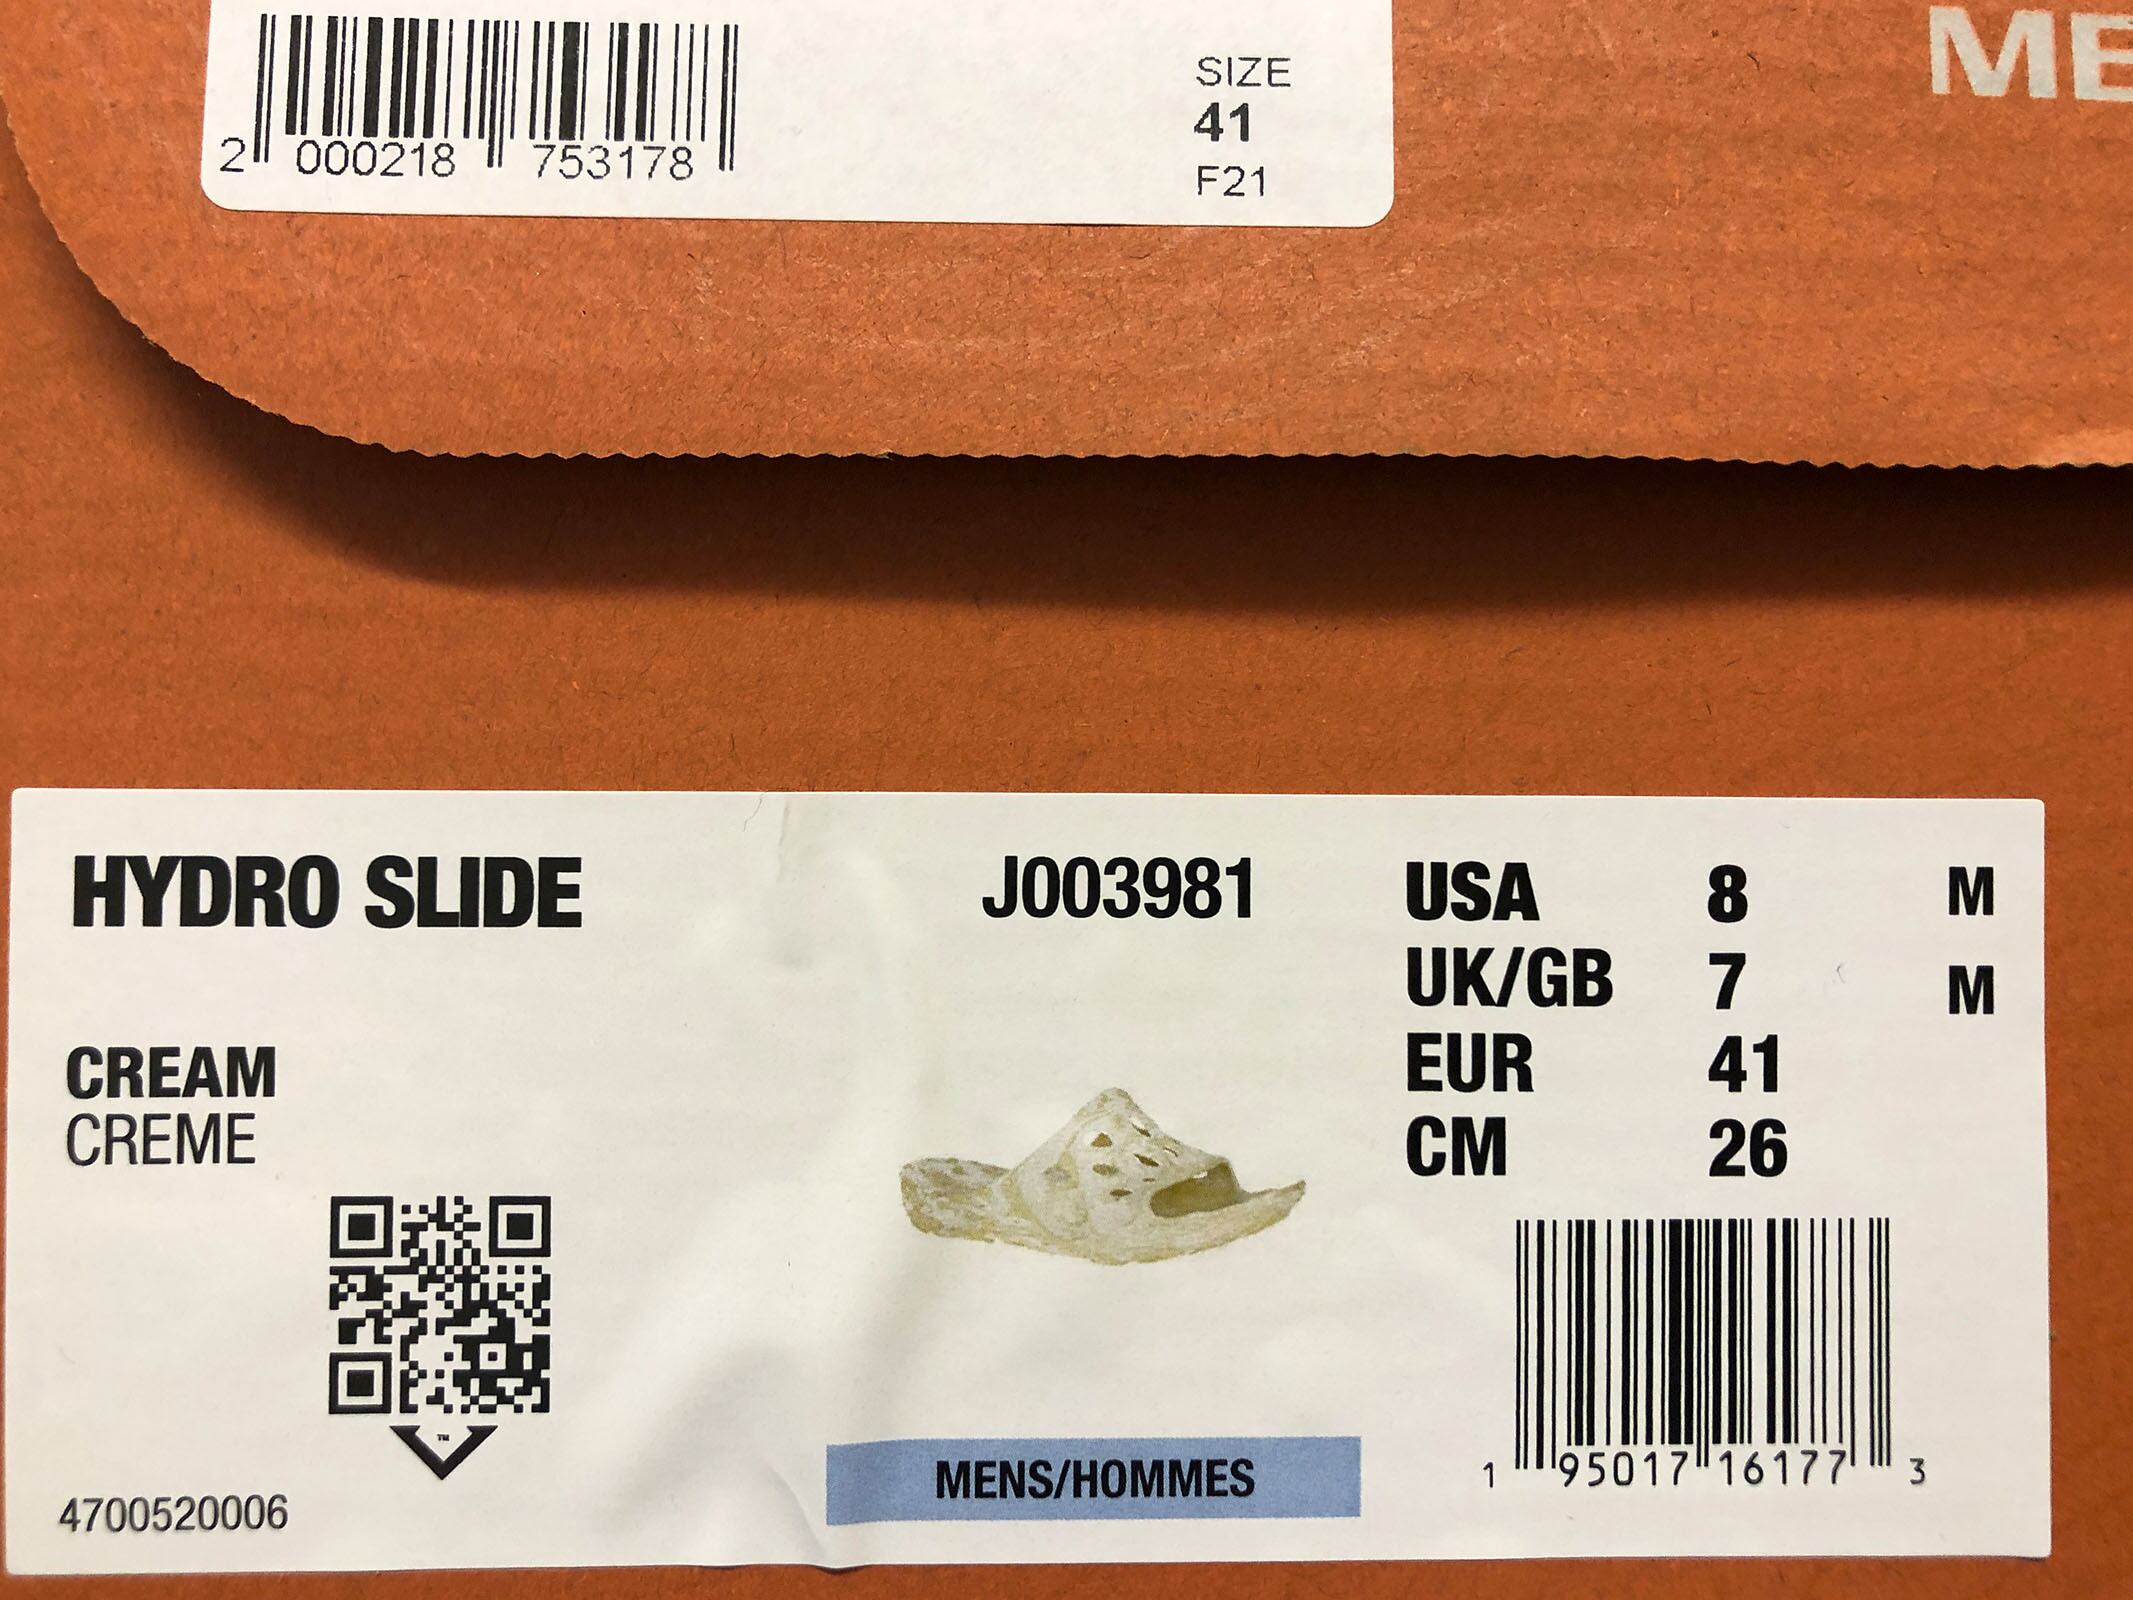 ME
2 000218 753178
SIZE
41
F21
HYDRO SLIDE
J003981
CREAM
CREME
USA 8 M
UK/GB 7 M
EUR 41
CM 26
TM
4700520006
MENS/HOMMES
1 95017 16177 3